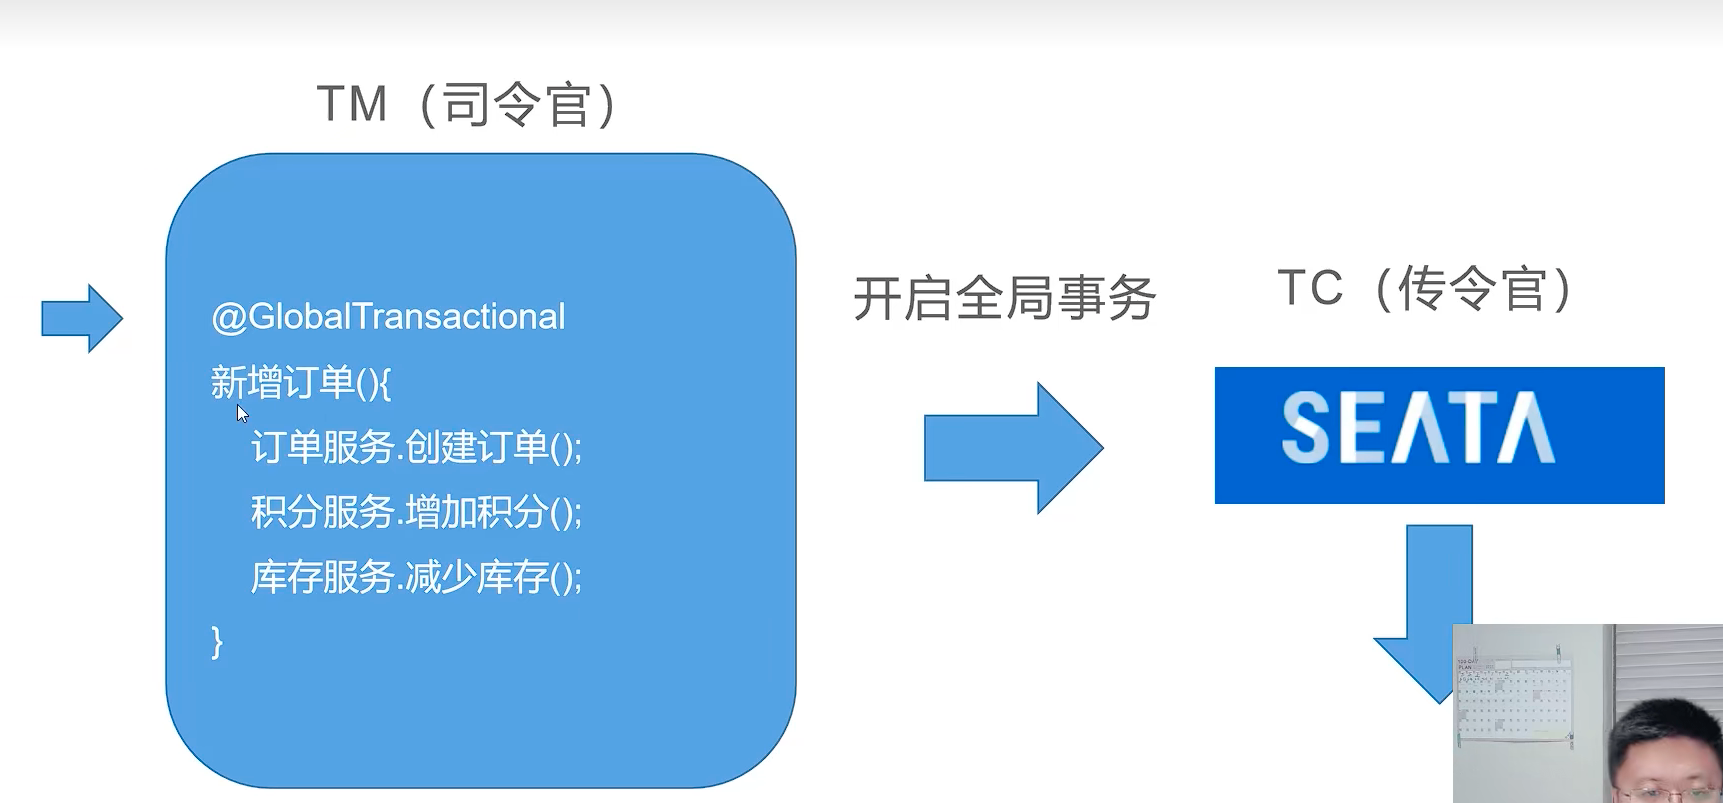 TM（司令官）
@GlobalTransactional
新增订单(){
订单服务.创建订单();
积分服务.增加积分();
库存服务.减少库存();
}
开启全局事务
TC（传令官）
SEATA